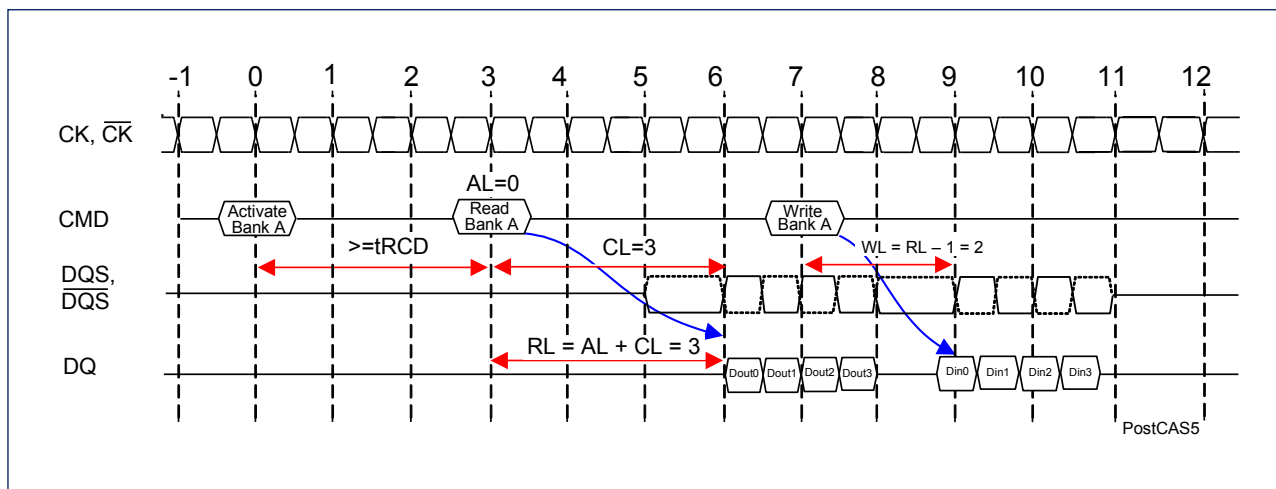 -1 0 1 2 3 4 5 6 7 8 9 10 11 12
CK, CK
AL=0
CMD
Activate
Bank A
Read
Bank A
Write
Bank A
>=tRCD
CL=3
WL = RL – 1 = 2
DQS,
DQS
RL = AL + CL = 3
DQ
Dout0 Dout1 Dout2 Dout3 Din0 Din1 Din2 Din3
PostCAS5